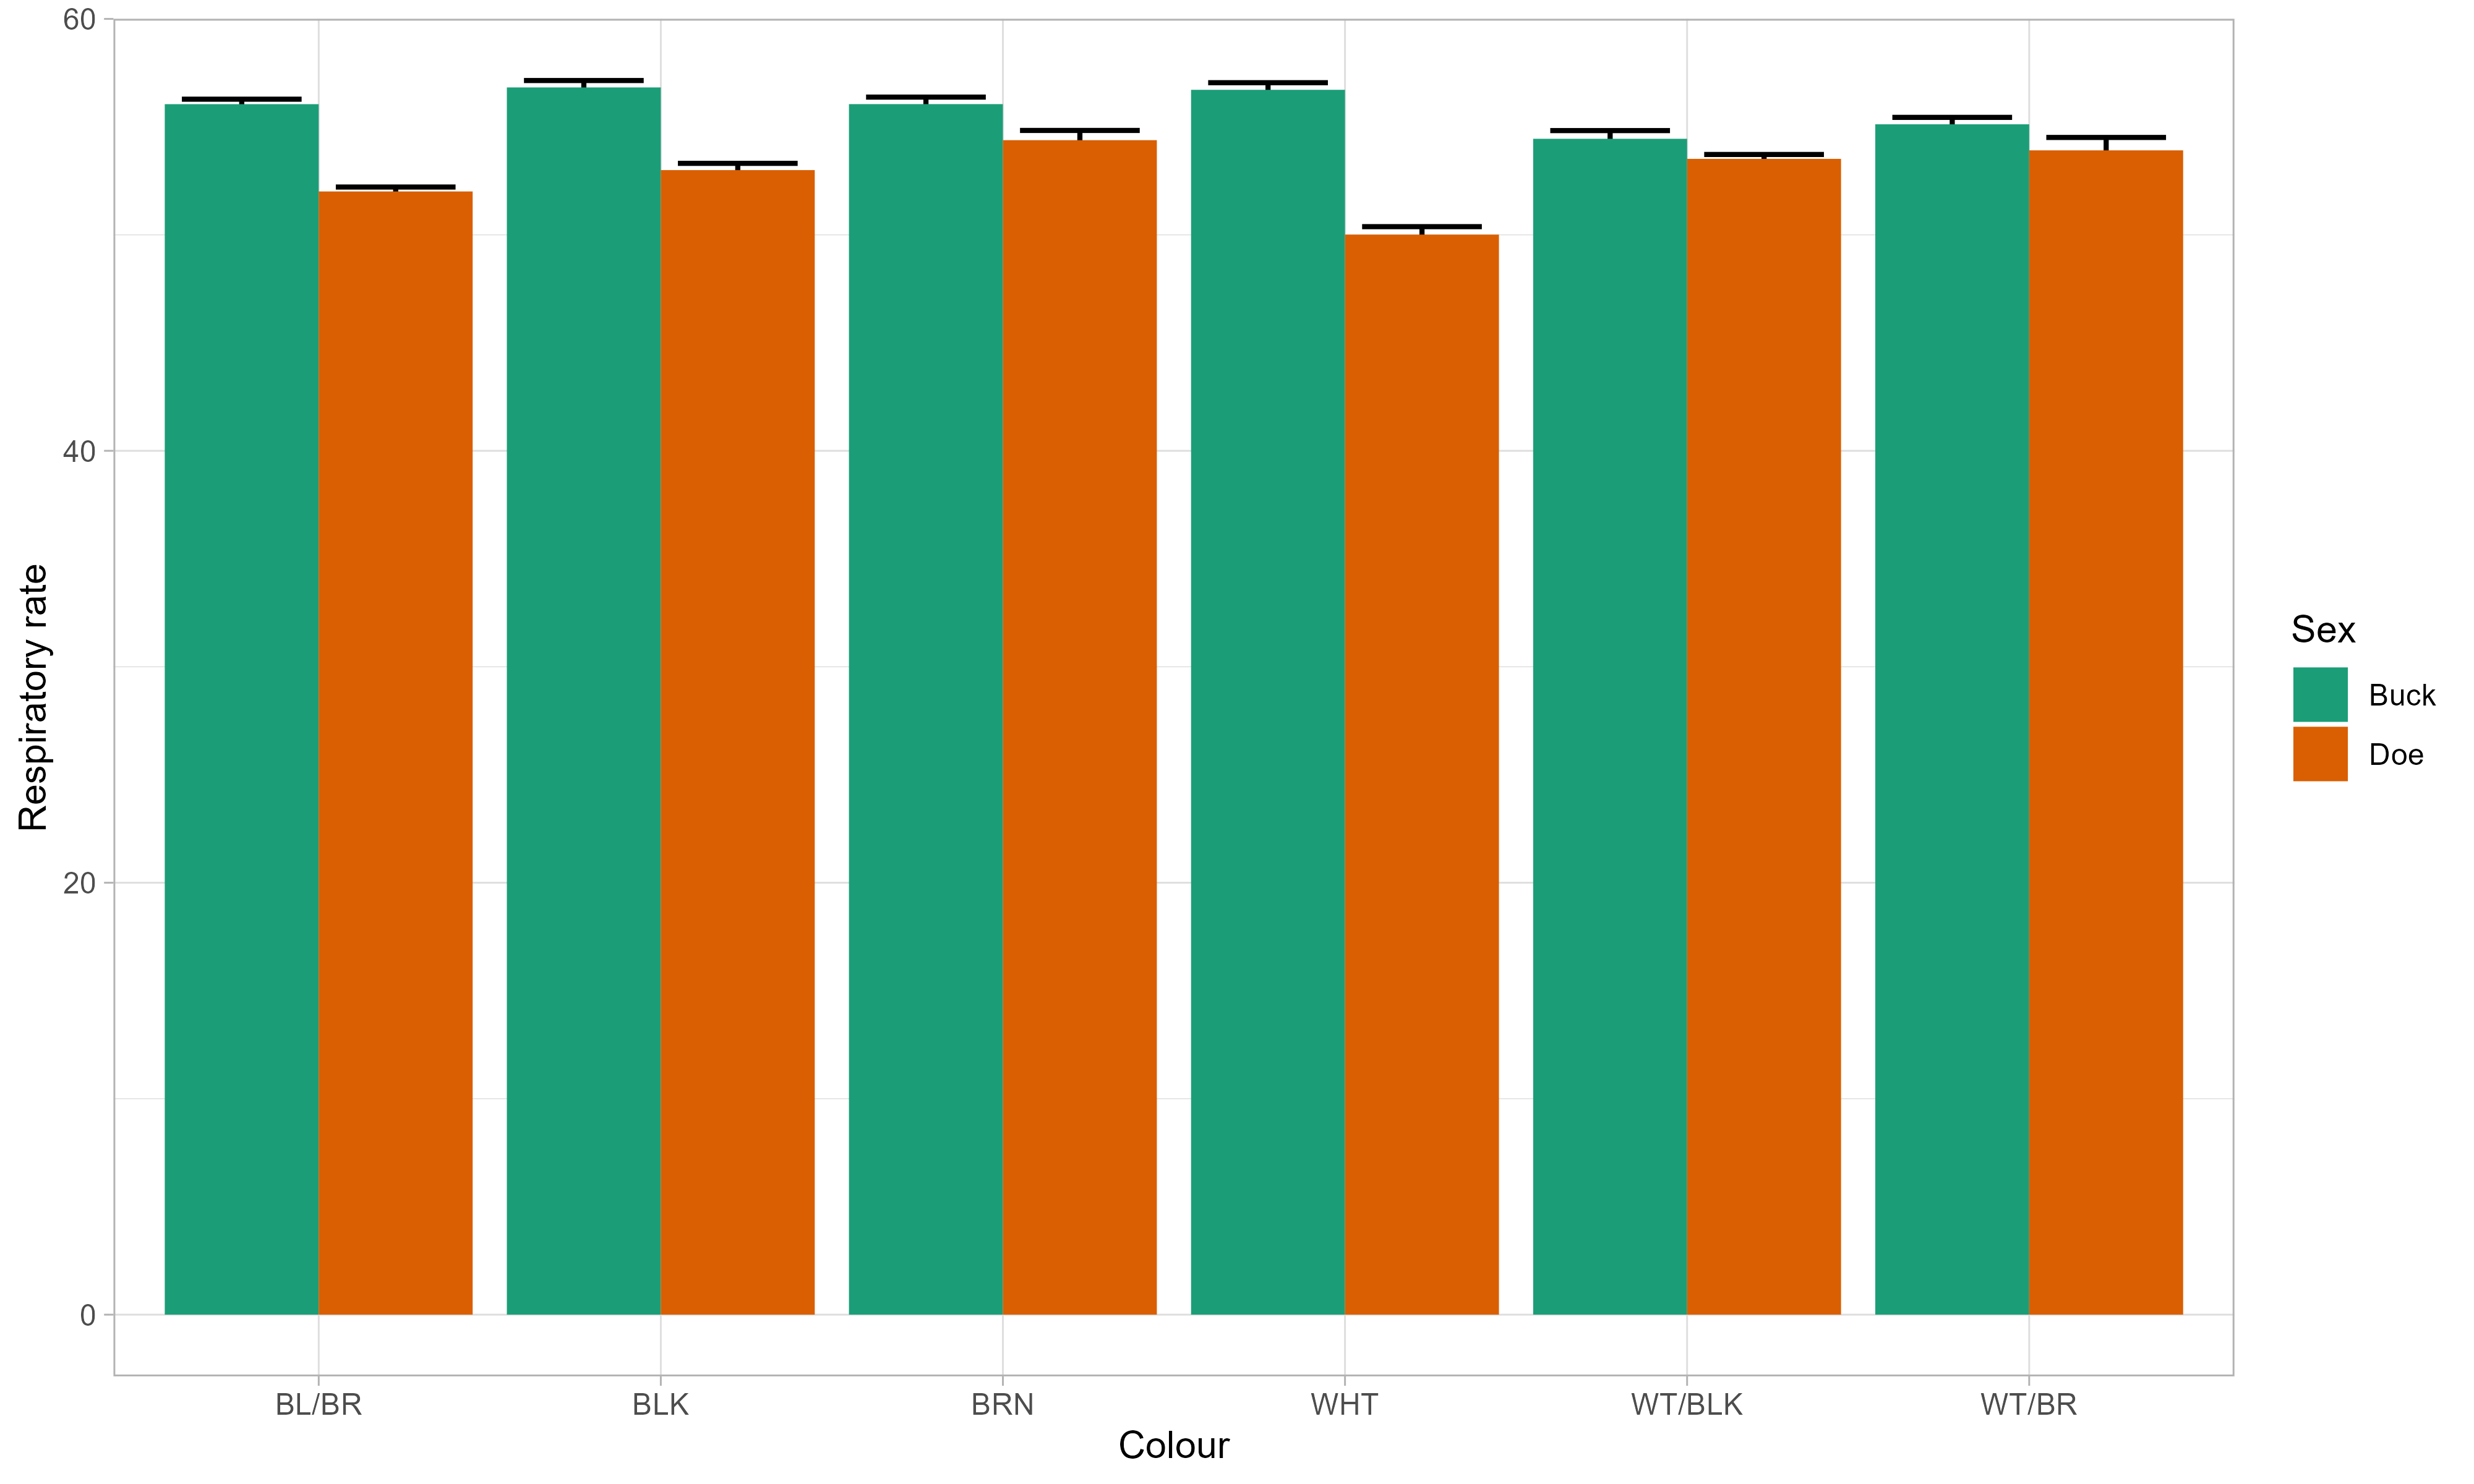 60
40
20
0
Respiratory rate
BL/BR BLK BRN WHT WT/BLK WT/BR
Colour
Sex
Buck
Doe